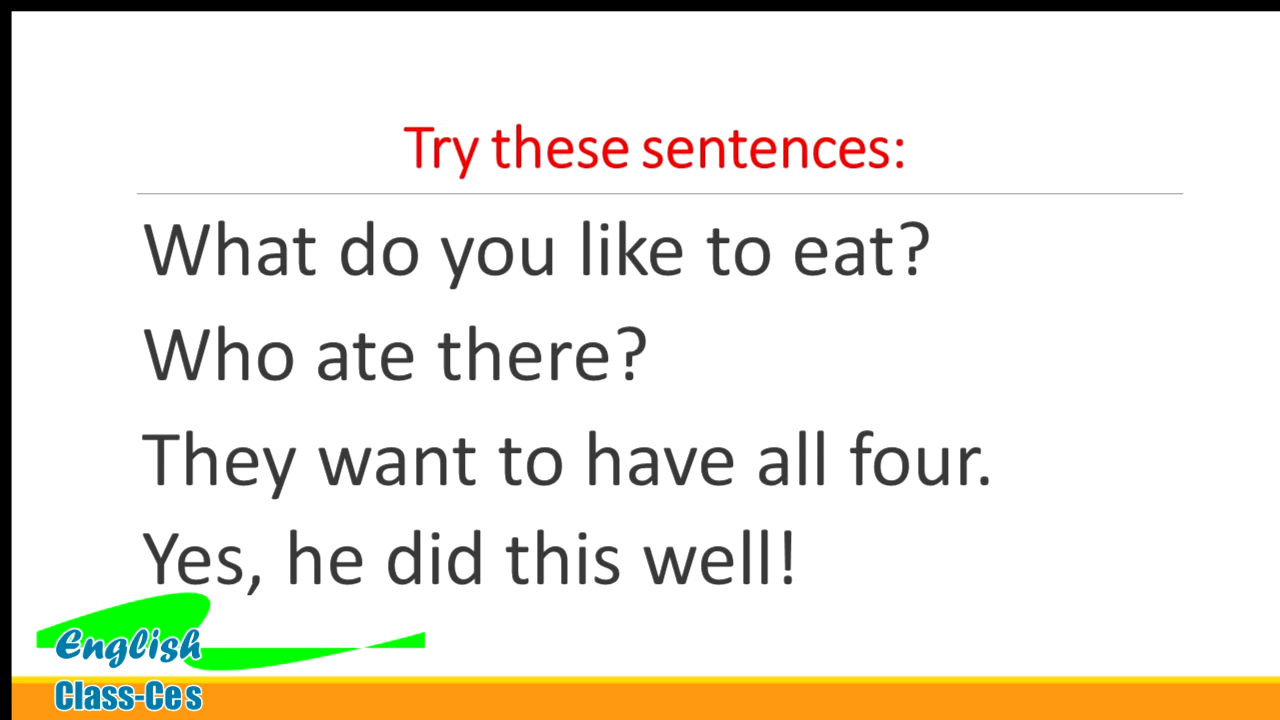 Try these sentences:
What do you like to eat?
Who ate there?
They want to have all four.
Yes, he did this well!
English
Class-Ces